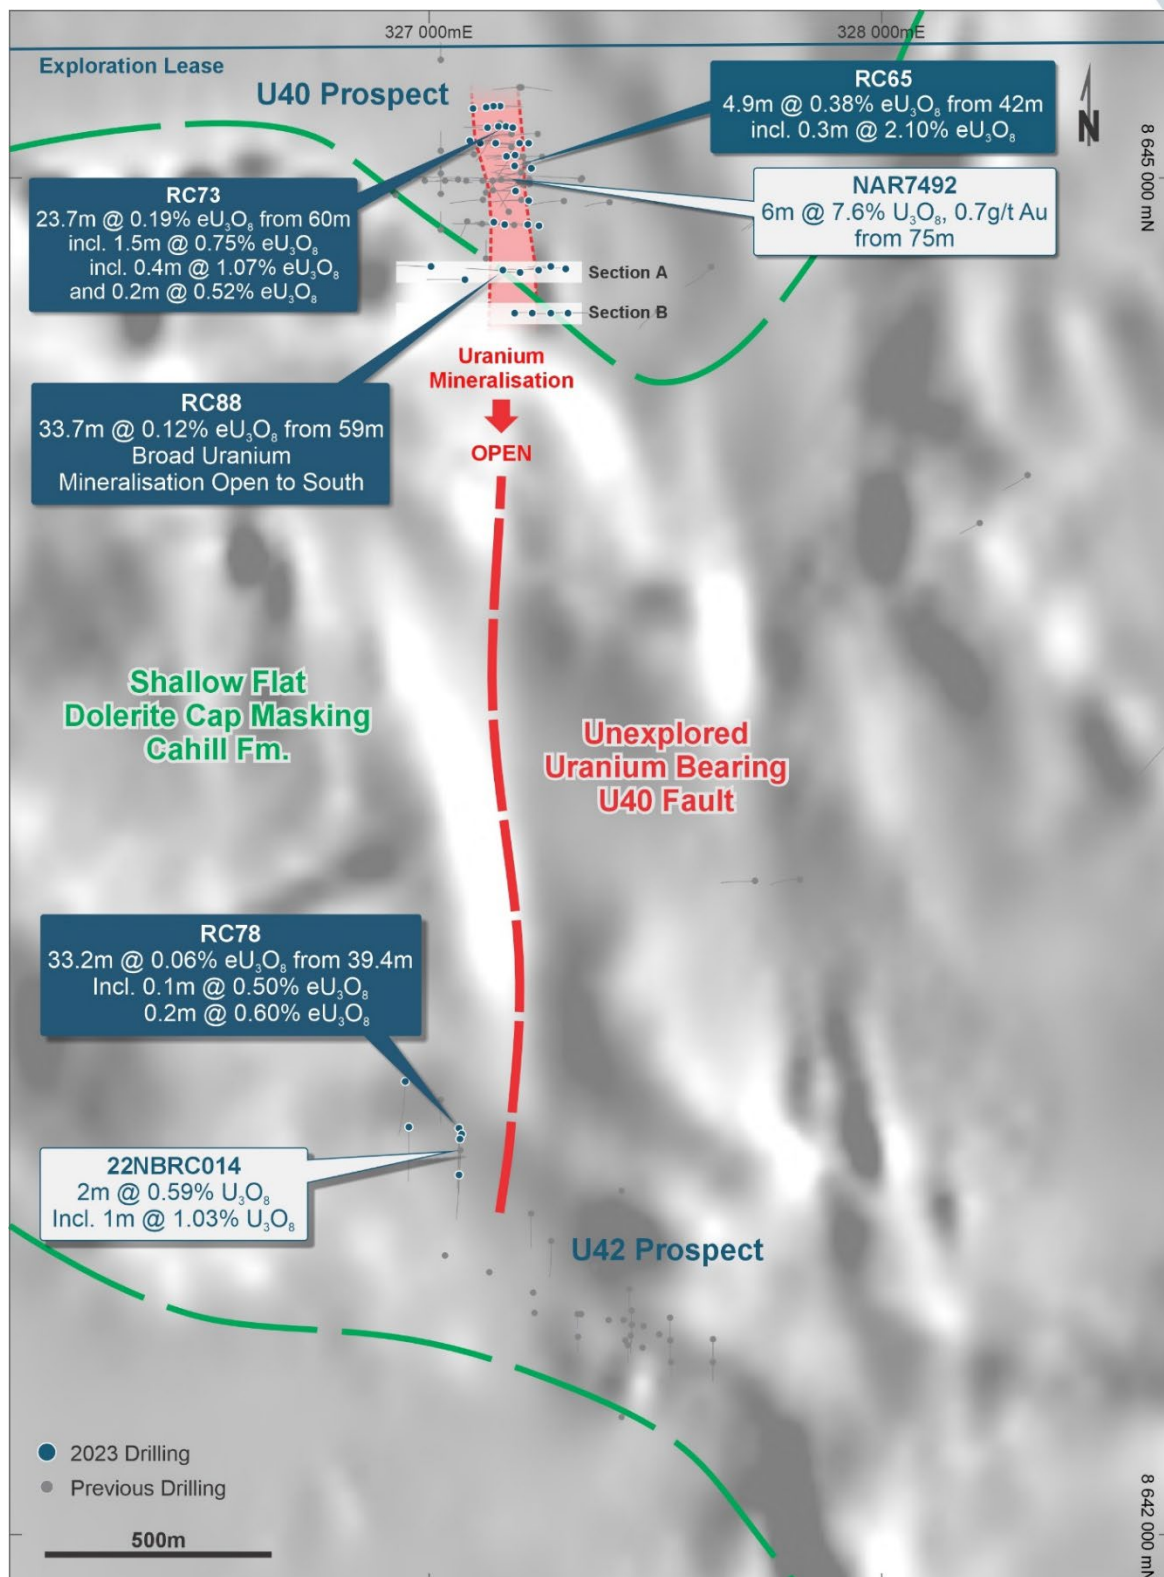 327 000mE
328 000mE
Exploration Lease
U40 Prospect
RC65
4.9m @ 0.38% eU₃O₈ from 42m
incl. 0.3m @ 2.10% eU₃O₈
N
8 645 000 mN
RC73
23.7m @ 0.19% eU₃O₈ from 60m
incl. 1.5m @ 0.75% eU₃O₈
incl. 0.4m @ 1.07% eU₃O₈
and 0.2m @ 0.52% eU₃O₈
NAR7492
6m @ 7.6% U₃O₈, 0.7g/t Au
from 75m
Section A
Section B
Uranium
Mineralisation
OPEN
RC88
33.7m @ 0.12% eU₃O₈ from 59m
Broad Uranium
Mineralisation Open to South
Shallow Flat
Dolerite Cap Masking
Cahill Fm.
Unexplored
Uranium Bearing
U40 Fault
RC78
33.2m @ 0.06% eU₃O₈ from 39.4m
Incl. 0.1m @ 0.50% eU₃O₈
0.2m @ 0.60% eU₃O₈
22NBRC014
2m @ 0.59% U₃O₈
Incl. 1m @ 1.03% U₃O₈
U42 Prospect
2023 Drilling
Previous Drilling
500m
8 642 000 mN